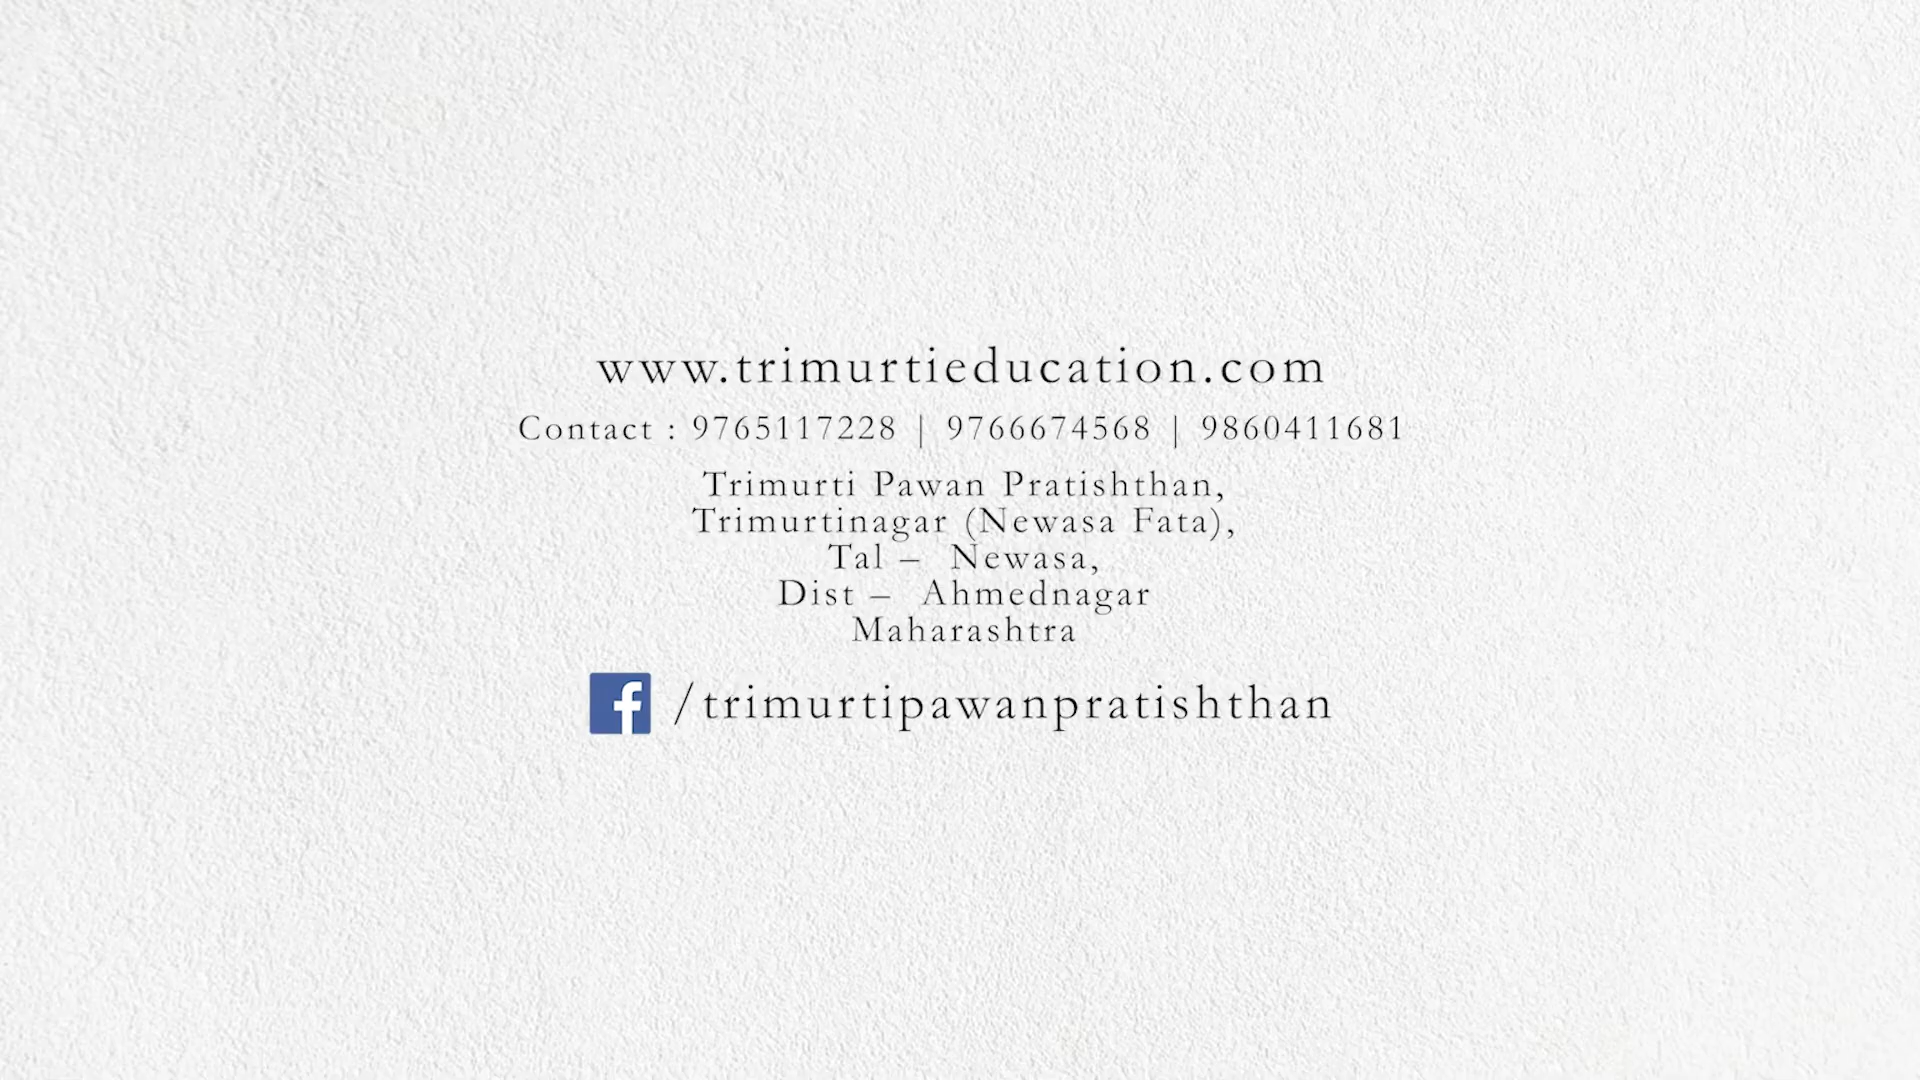 www.trimurtieducation.com
Contact : 9765117228 | 9766674568 | 9860411681
Trimurti Pawan Pratishthan,
Trimurtinagar (Newasa Fata),
Tal – Newasa,
Dist – Ahmednagar
Maharashtra
f /trimurtipawanpratishthan